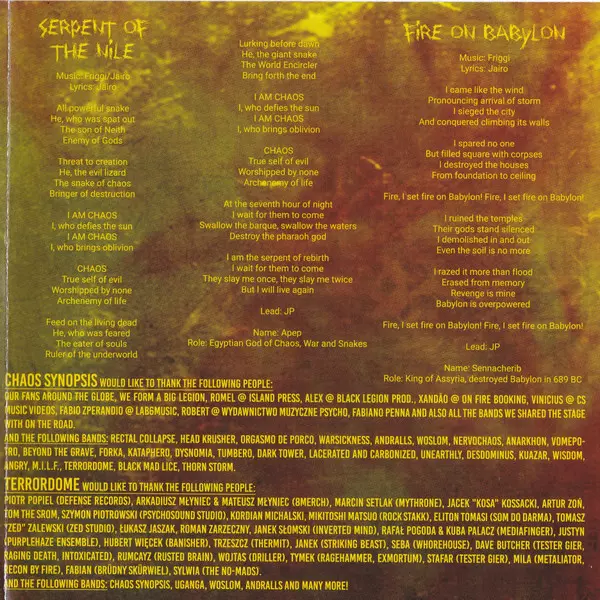 SERPENT OF
THE NILE
Music: Friggi/Jairo
Lyrics: Jairo
All powerful snake
He, who was spat out
The son of Neith
Enemy of Gods
Threat to creation
He, the evil lizard
The snake of chaos
Bringer of destruction
I AM CHAOS
I, who defies the sun
I AM CHAOS
I, who brings oblivion
CHAOS
True self of evil
Worshipped by none
Archenemy of life
Feed on the living dead
He, who was feared
The eater of souls
Ruler of the underworld
Lurking before dawn
He, the giant snake
The World Encircler
Bring forth the end
I AM CHAOS
I, who defies the sun
I AM CHAOS
I, who brings oblivion
CHAOS
True self of evil
Worshipped by none
Archenemy of life
At the seventh hour of night
I wait for them to come
Swallow the barque, swallow the waters
Destroy the pharaoh god
I am the serpent of rebirth
I wait for them to come
They slay me once, they slay me twice
But I will live again
Lead: JP
Name: Apep
Role: Egyptian God of Chaos, War and Snakes
FIRE ON BABYLON
Music: Friggi
Lyrics: Jairo
I came like the wind
Pronouncing arrival of storm
I sieged the city
And conquered climbing its walls
I spared no one
But filled square with corpses
I destroyed the houses
From foundation to ceiling
Fire, I set fire on Babylon! Fire, I set fire on Babylon!
I ruined the temples
Their gods stand silenced
I demolished in and out
Even the soil is no more
I razed it more than flood
Erased from memory
Revenge is mine
Babylon is overpowered
Fire, I set fire on Babylon! Fire, I set fire on Babylon!
Lead: JP
Name: Sennacherib
Role: King of Assyria, destroyed Babylon in 689 BC
CHAOS SYNOPSIS WOULD LIKE TO THANK THE FOLLOWING PEOPLE:
OUR FANS AROUND THE GLOBE, WE FORM A BIG LEGION, ROMEL @ ISLAND PRESS, ALEX @ BLACK LEGION PROD., XANDÃO @ ON FIRE BOOKING, VINICIUS @ CS
MUSIC VIDEOS, FABIO ZPERANDIO @ LABGMUSIC, ROBERT @ WYDAWNICTWO MUZYCZNE PSYCHO, FABIANO PENNA AND ALSO ALL THE BANDS WE SHARED THE STAGE
WITH ON THE ROAD.
AND THE FOLLOWING BANDS: RECTAL COLLAPSE, HEAD KRUSHER, ORGASMO DE PORCO, WARSICKNESS, ANDRALLS, WOSLOM, NERVOCHAOS, ANARKHON, VOMEPO-
TRO, BEYOND THE GRAVE, FORKA, KATAPHERO, DYSNOMIA, TUMBERO, DARK TOWER, LACERATED AND CARBONIZED, UNEARTHLY, DESDOMINUS, KUAZAR, WISDOM,
ANGRY, M.I.L.F., TERRORDOME, BLACK MAD LICE, THORN STORM.
TERRORDOME WOULD LIKE TO THANK THE FOLLOWING PEOPLE:
PIOTR POPIEL (DEFENSE RECORDS), ARKADIUSZ MŁYNIEC & MATEUSZ MŁYNIEC (8MERCH), MARCIN SETLAK (MYTHRONE), JACEK "KOSA" KOSSACKI, ARTUR ZOŃ,
TOM THE SROM, SZYMON PIOTROWSKI (PSYCHOSOUND STUDIO), KORDIAN MICHALSKI, MIKITOSHI MATSUO (ROCK STAKK), ELITON TOMASI (SOM DO DARMA), TOMASZ
"ZED" ZALEWSKI (ZED STUDIO), ŁUKASZ JASZAK, ROMAN ZARZECZNY, JANEK SŁOMSKI (INVERTED MIND), RAFAŁ POGODA & KUBA PALACZ (MEDIAFINGER), JUSTYN
(PURPLEHAZE ENSEMBLE), HUBERT WIĘCEK (BANISHER), TRZESZCZ (THERMIT), JANEK (STRIKING BEAST), SEBA (WHOREHOUSE), DAVE BUTCHER (TESTER GIER,
RAGING DEATH, INTOXICATED), RUMCAYZ (RUSTED BRAIN), WOJTAS (DRILLER), TYMEK (RAGEHAMMER, EXMORTUM), STAFAR (TESTER GIER), MILA (METALIATOR,
RECON BY FIRE), FABIAN (BRÜDNY SKÜRWIEL), SYLWIA (THE NO-MADS).
AND THE FOLLOWING BANDS: CHAOS SYNOPSIS, UGANGA, WOSLOM, ANDRALLS AND MANY MORE!